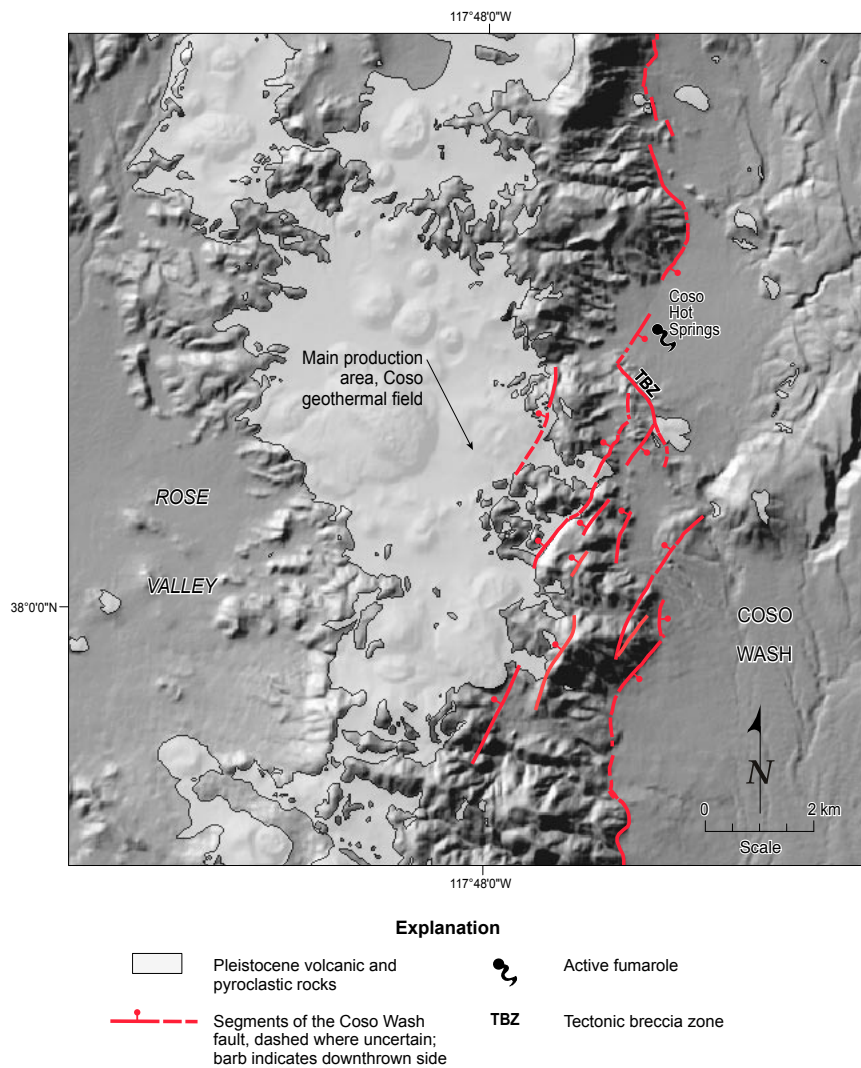 117°48'0"W
Coso
Hot
Springs
Main production
area, Coso
geothermal field
TBZ
ROSE
VALLEY
38°0'0"N
COSO
WASH
N
0 2 km
Scale
117°48'0"W
Explanation
Pleistocene volcanic and
pyroclastic rocks
Active fumarole
Segments of the Coso Wash
fault, dashed where uncertain;
barb indicates downthrown side
TBZ Tectonic breccia zone